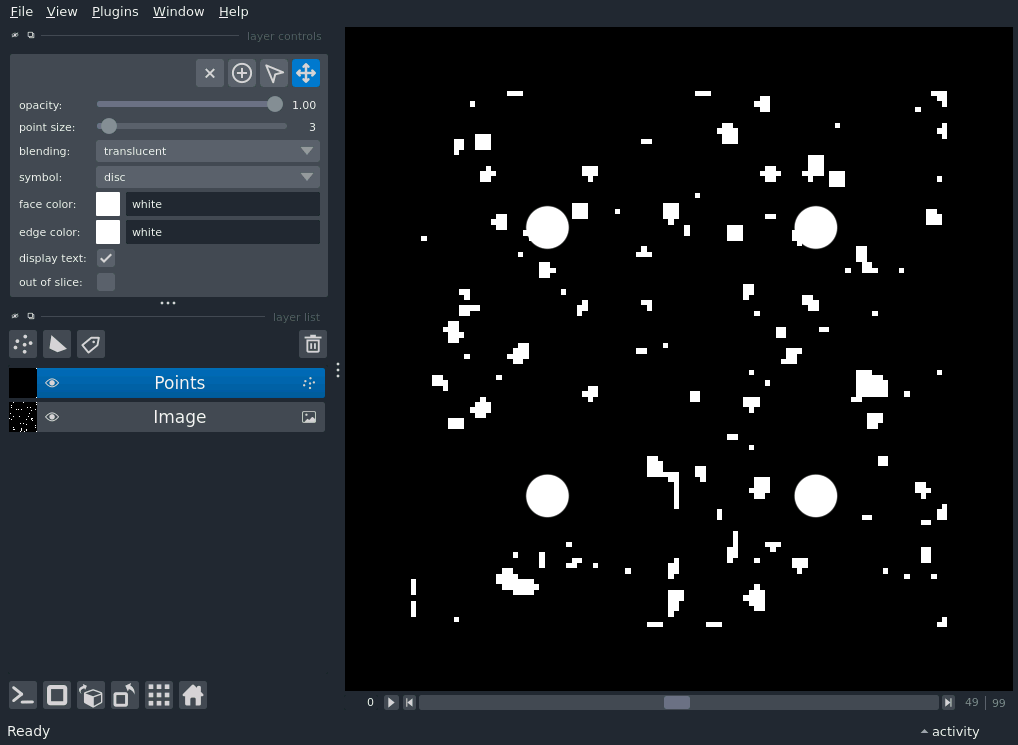 File View Plugins Window Help
layer controls
opacity: 1.00
point size: 3
blending: translucent
symbol: disc
face color: white
edge color: white
display text:
out of slice:
layer list
Points
Image
0 49 | 99
Ready activity